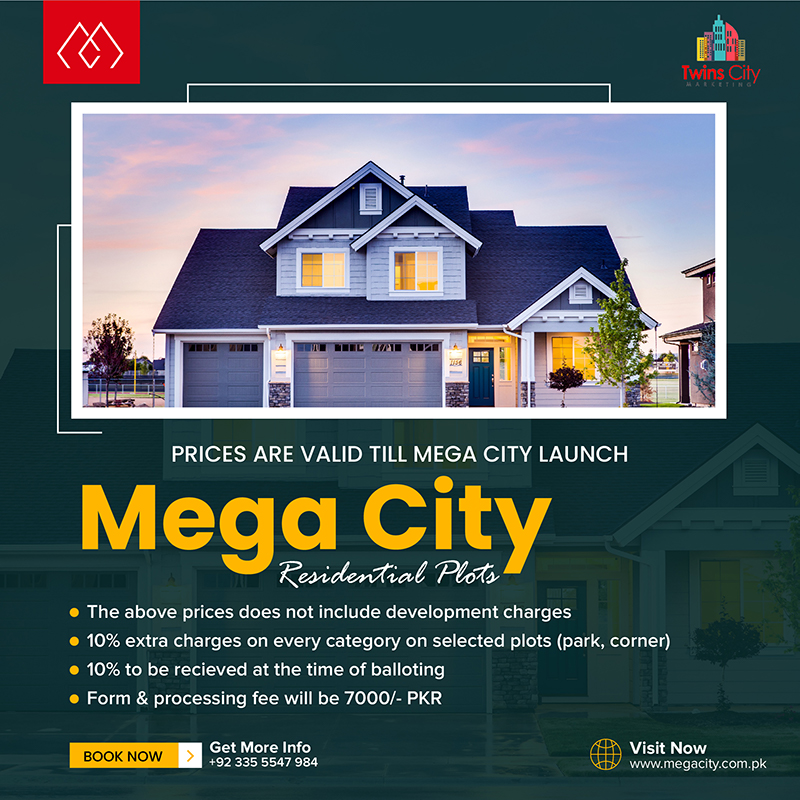 Twins City
MARKETING
PRICES ARE VALID TILL MEGA CITY LAUNCH
Mega City
Residential Plots
The above prices does not include development charges
10% extra charges on every category on selected plots (park, corner)
10% to be recieved at the time of balloting
Form & processing fee will be 7000/- PKR
BOOK NOW
Get More Info
+92 335 5547 984
Visit Now
www.megacity.com.pk